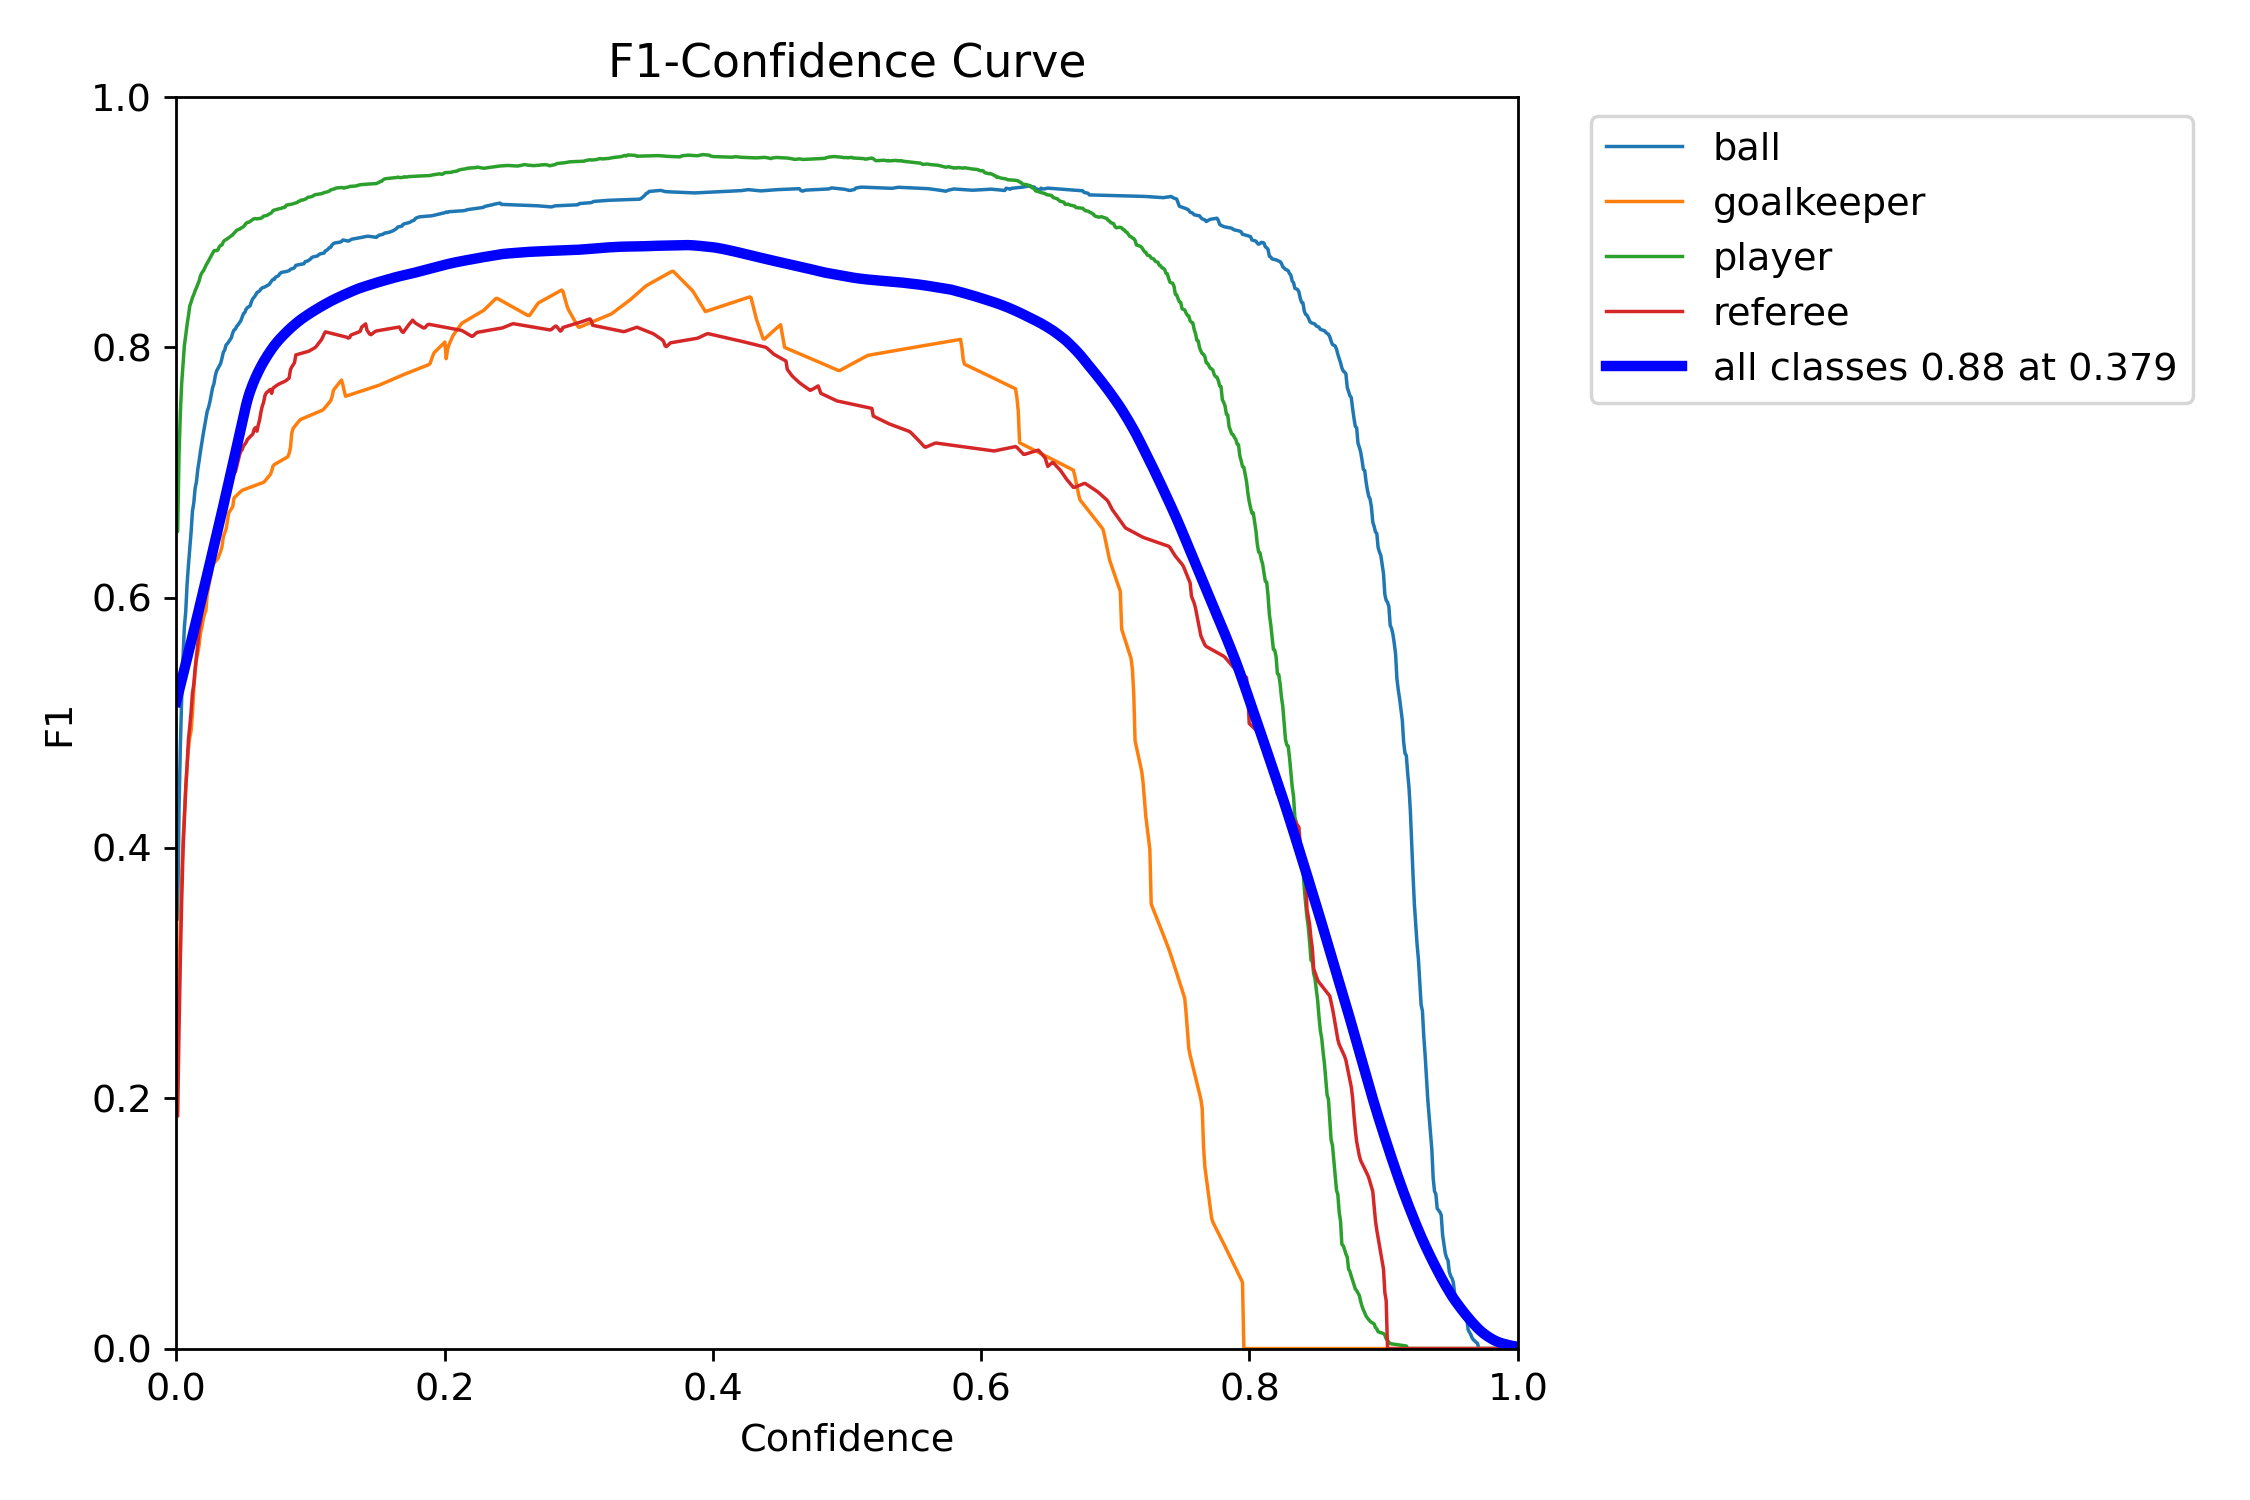 F1-Confidence Curve
1.0
0.8
0.6
0.4
0.2
0.0
F1
0.0 0.2 0.4 0.6 0.8 1.0
Confidence
ball
goalkeeper
player
referee
all classes 0.88 at 0.379